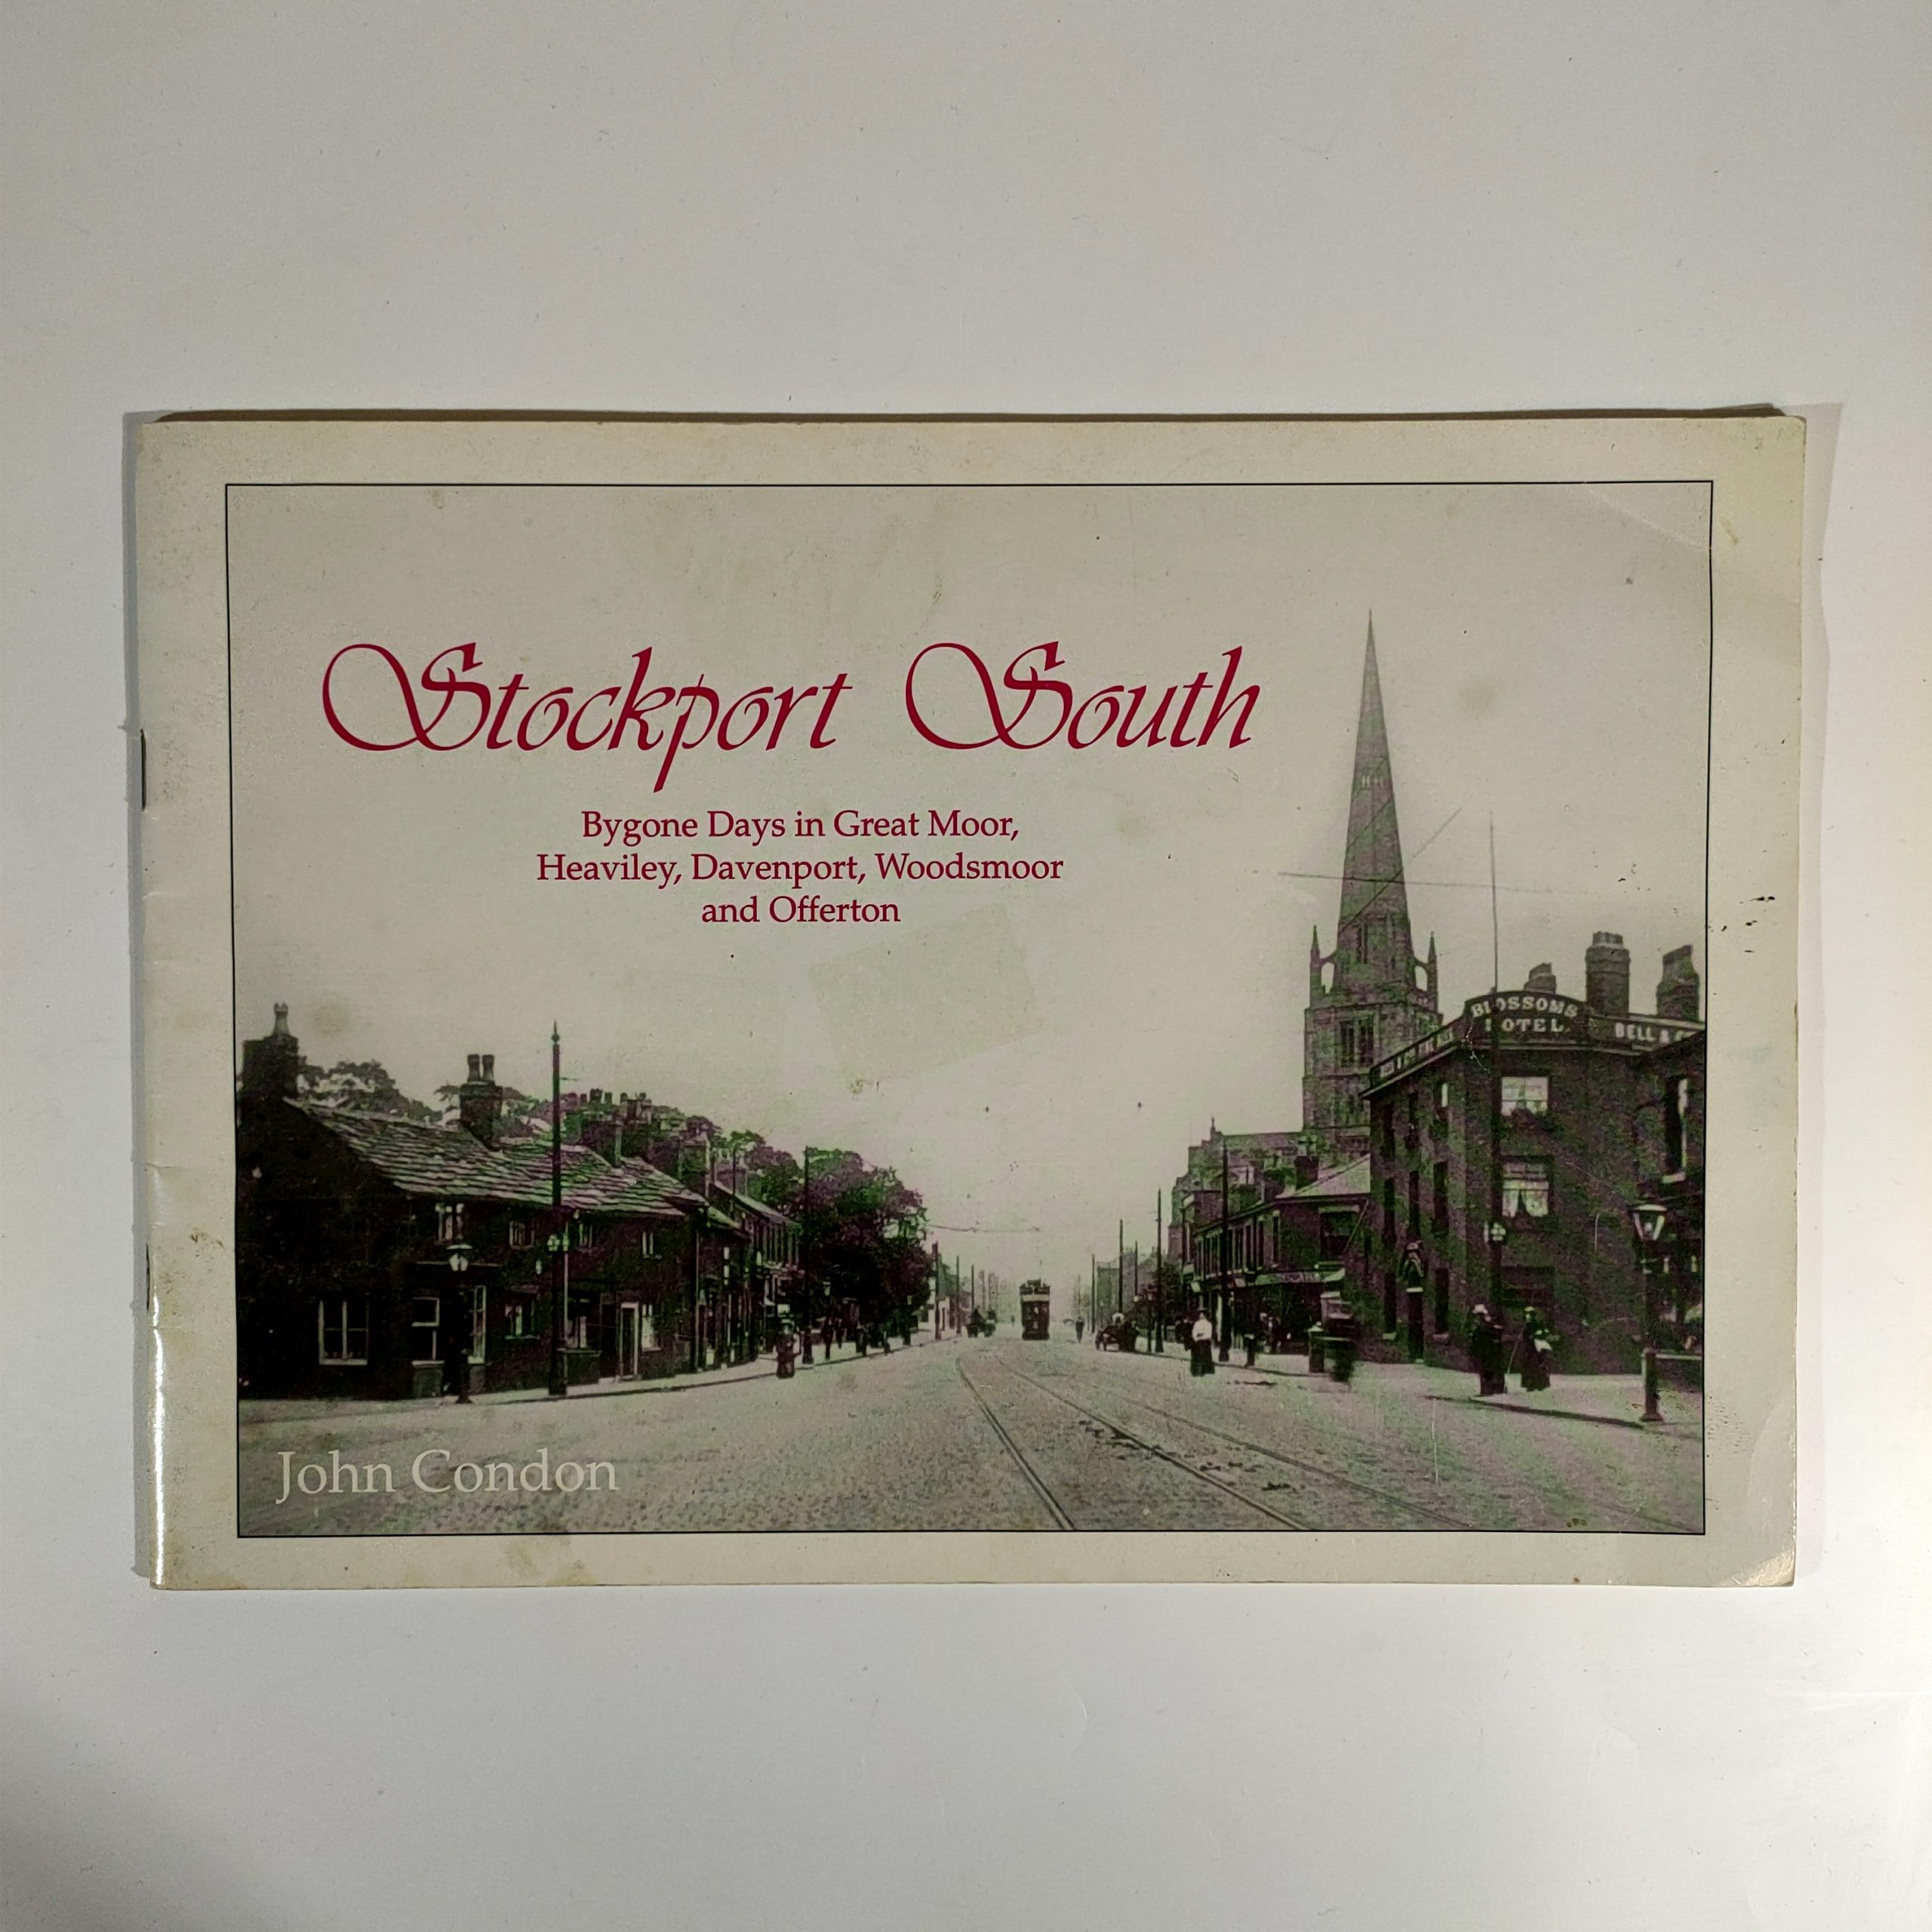 Stockport South
Bygone Days in Great Moor,
Heaviley, Davenport, Woodsmoor
and Offerton
BLOSSOMS
HOTEL
BELL &
John Condon